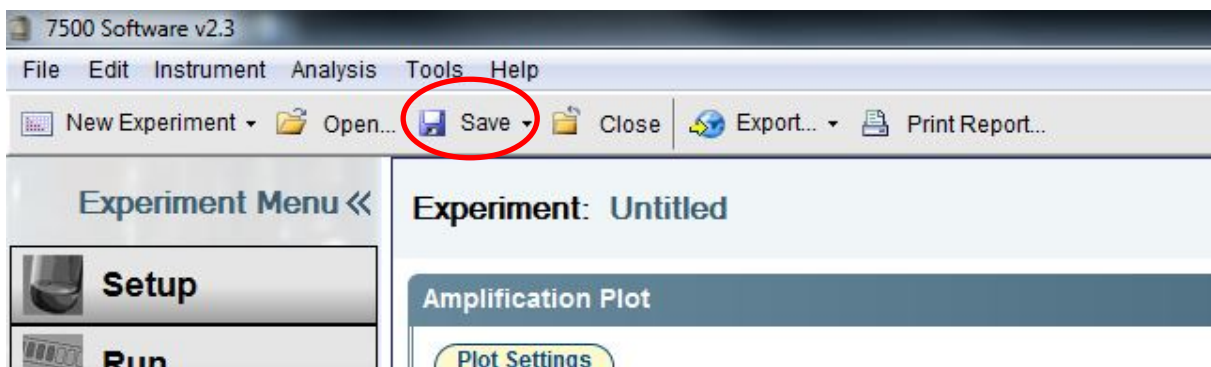 7500 Software v2.3
File Edit Instrument Analysis Tools Help
New Experiment Open... Save Close Export... Print Report...
Experiment Menu «
Experiment: Untitled
Setup
Amplification Plot
Run
Plot Settings